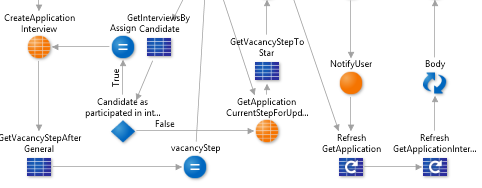 CreateApplication
Interview
Assign
GetInterviewsBy
Candidate
GetVacancyStepTo
Star
NotifyUser
Body
True
Candidate as
participated in int...
False
GetApplication
CurrentStepForUpd...
GetVacancyStepAfter
General
vacancyStep
Refresh
GetApplication
Refresh
GetApplicationInter...